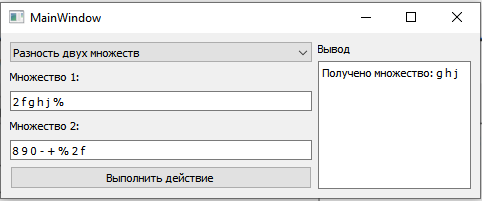 MainWindow
Разность двух множеств
Множество 1:
2 f g h j %
Множество 2:
8 9 0 - + % 2 f
Выполнить действие
Вывод
Получено множество: g h j